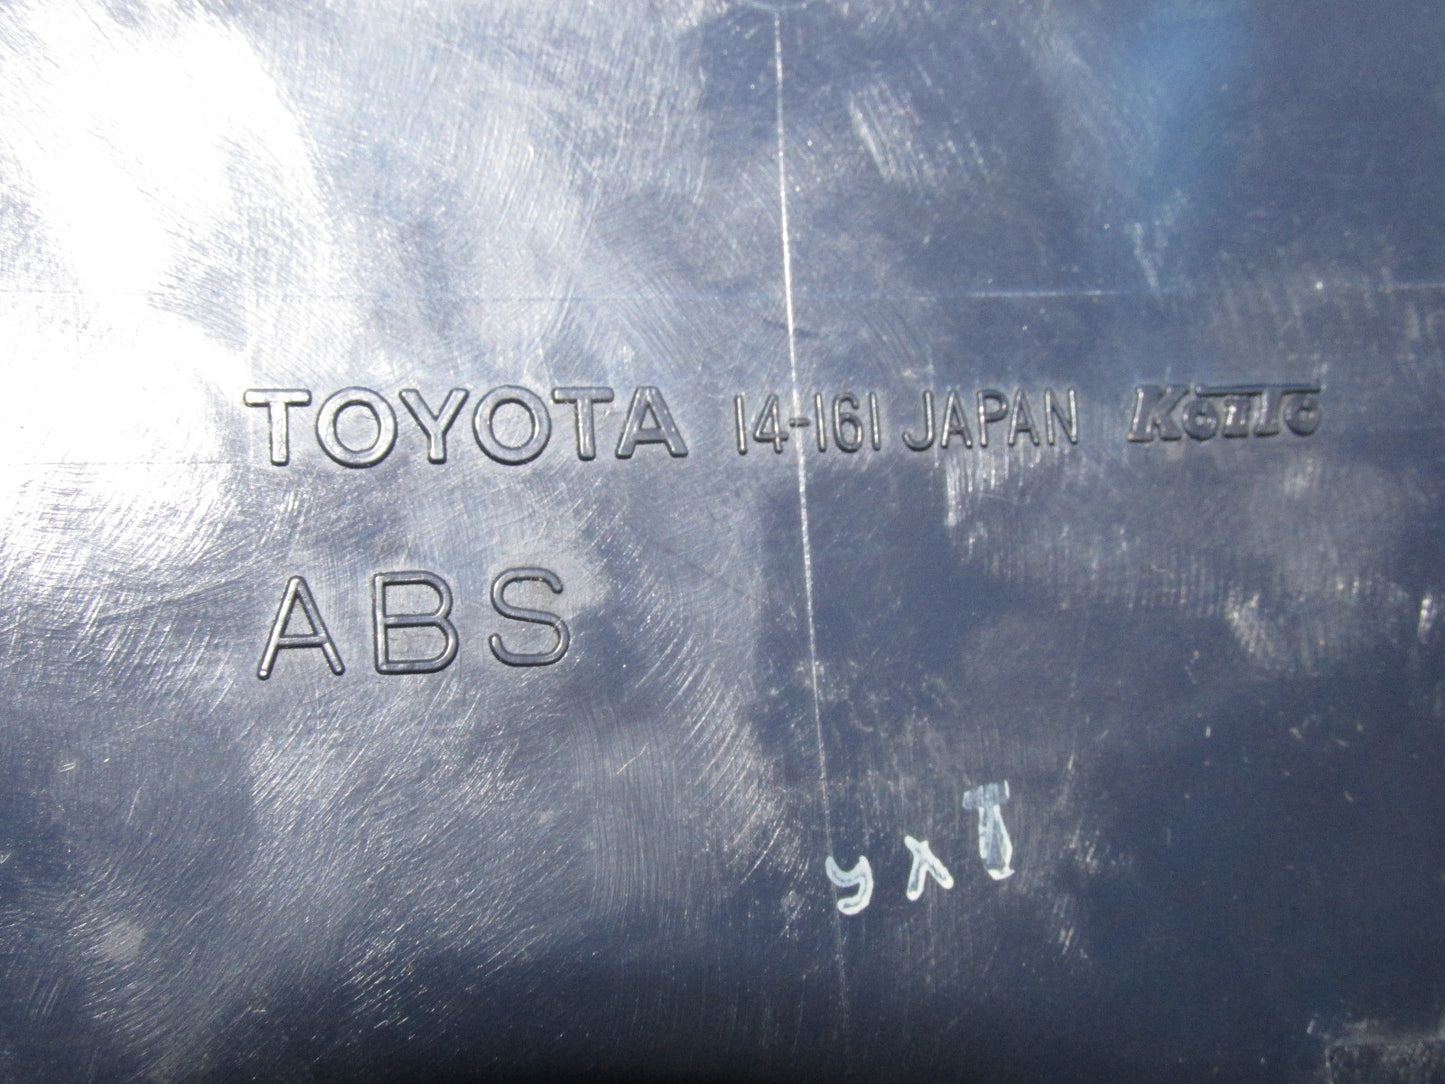 TOYOTA 14-161 JAPAN KOITO
ABS